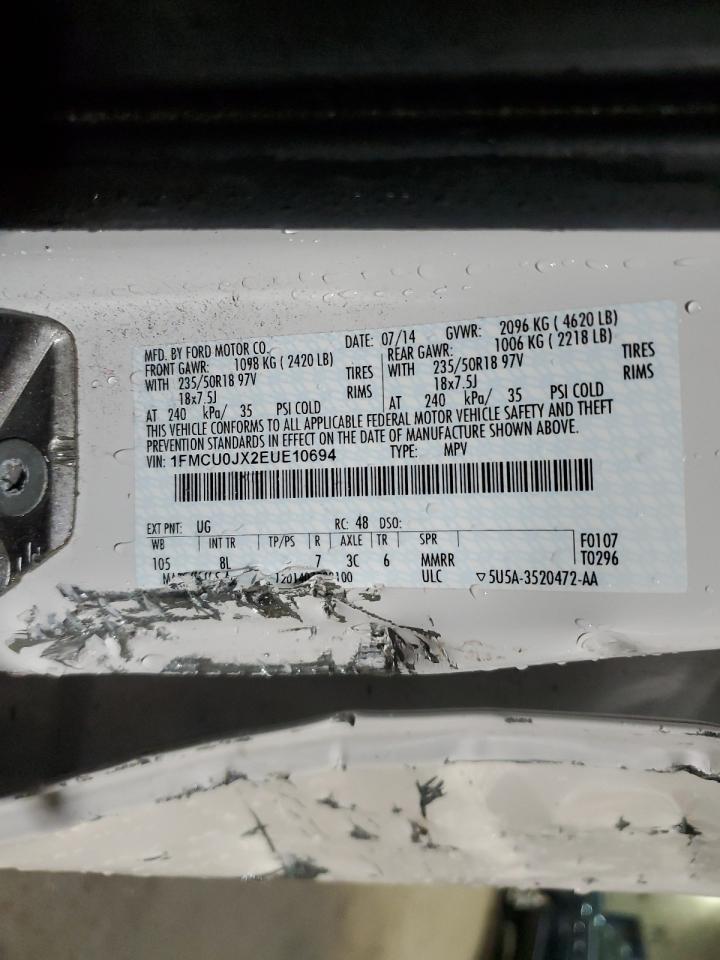 MFD. BY FORD MOTOR CO. DATE: 07/14 GVWR: 2096 KG ( 4620 LB)
FRONT GAWR: 1098 KG ( 2420 LB) REAR GAWR: 1006 KG ( 2218 LB)
WITH 235/50R18 97V TIRES WITH 235/50R18 97V TIRES
18x7.5J RIMS 18x7.5J RIMS
AT 240 kPa/ 35 PSI COLD AT 240 kPa/ 35 PSI COLD
THIS VEHICLE CONFORMS TO ALL APPLICABLE FEDERAL MOTOR VEHICLE SAFETY AND THEFT
PREVENTION STANDARDS IN EFFECT ON THE DATE OF MANUFACTURE SHOWN ABOVE.
VIN: 1FMCU0JX2EUE10694 TYPE: MPV
EXT PNT: UG RC: 48 DSO:
WB INT TR TP/PS R AXLE TR SPR F0107
105 8L 7 3C 6 MMRR T0296
ULC ▽5U5A-3520472-AA